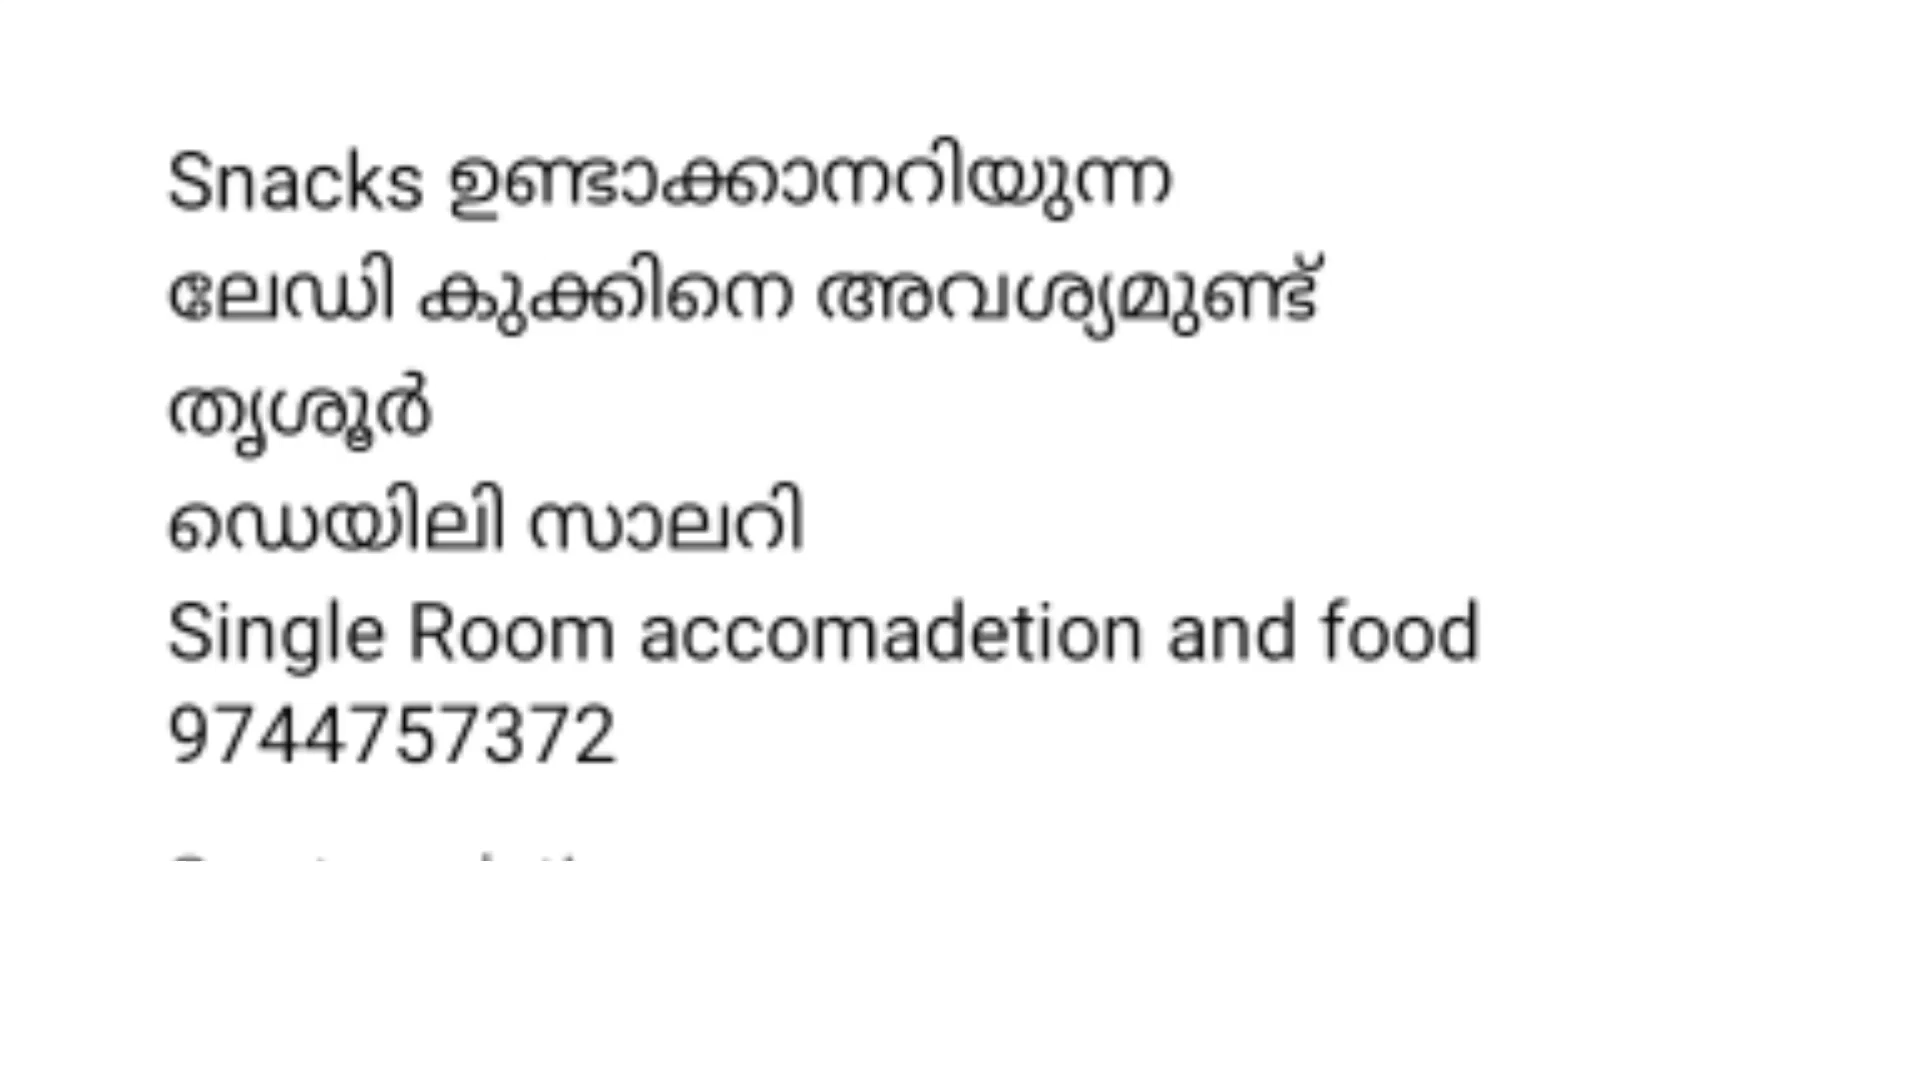 Snacks ഉണ്ടാക്കാനറിയുന്ന
ലേഡി കുക്കിനെ അവശ്യമുണ്ട്
തൃശൂർ
ഡെയിലി സാലറി
Single Room accomadetion and food
9744757372